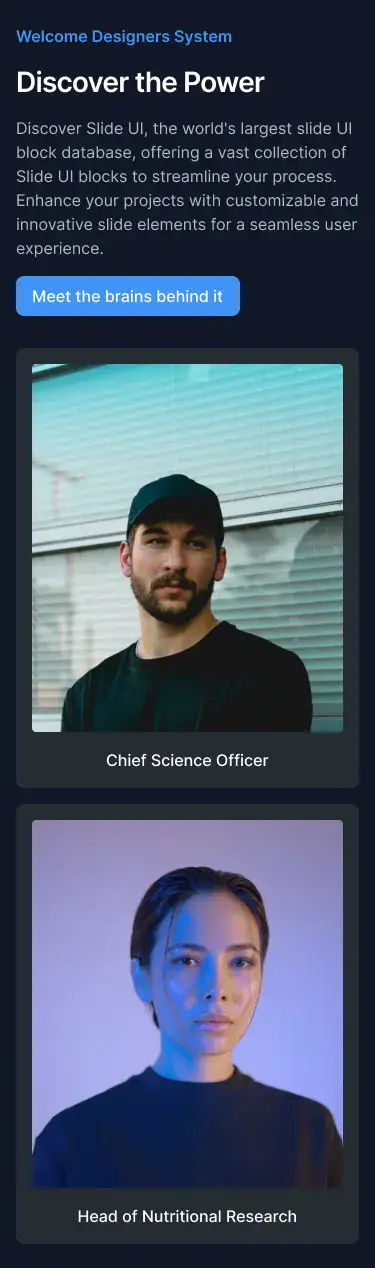 Welcome Designers System
Discover the Power
Discover Slide UI, the world's largest slide UI
block database, offering a vast collection of
Slide UI blocks to streamline your process.
Enhance your projects with customizable and
innovative slide elements for a seamless user
experience.
Meet the brains behind it
Chief Science Officer
Head of Nutritional Research